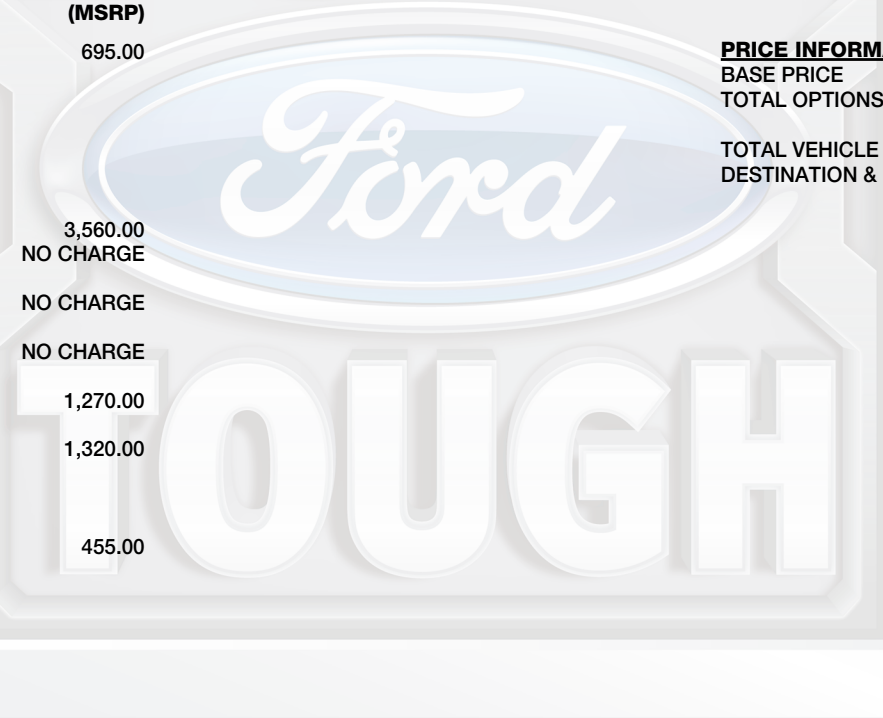 (MSRP)
695.00
3,560.00
NO CHARGE
NO CHARGE
NO CHARGE
1,270.00
1,320.00
455.00
PRICE INFORMA
BASE PRICE
TOTAL OPTIONS
TOTAL VEHICLE
DESTINATION &
Ford
TOUGH